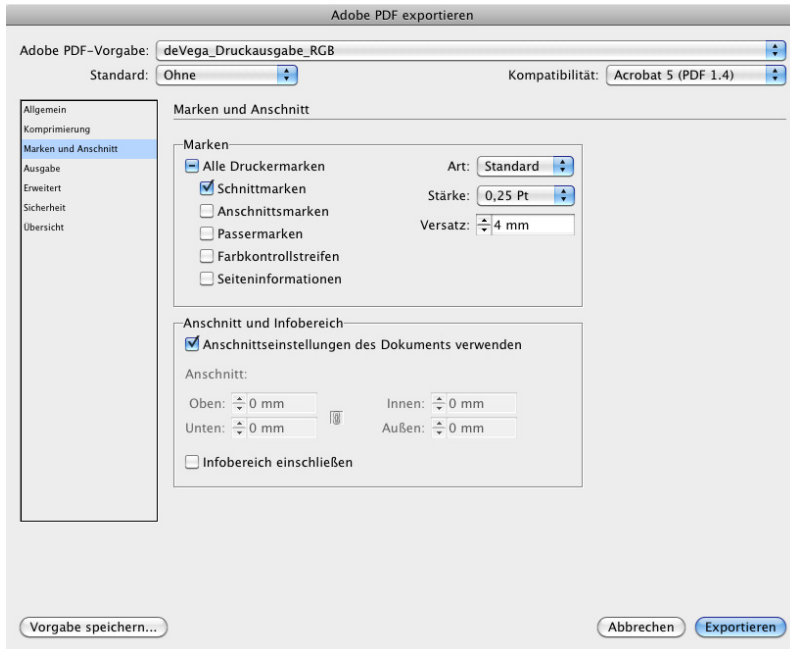 Adobe PDF exportieren
Adobe PDF-Vorgabe: deVega_Druckausgabe_RGB
Standard: Ohne Kompatibilität: Acrobat 5 (PDF 1.4)
Allgemein
Komprimierung
Marken und Anschnitt
Ausgabe
Erweitert
Sicherheit
Übersicht
Marken und Anschnitt
Marken
Alle Druckermarken Art: Standard
Schnittmarken Stärke: 0,25 Pt
Anschnittsmarken
Versatz: 4 mm
Passermarken
Farbkontrollstreifen
Seiteninformationen
Anschnitt und Infobereich
Anschnittseinstellungen des Dokuments verwenden
Anschnitt:
Oben: 0 mm Innen: 0 mm
Unten: 0 mm Außen: 0 mm
Infobereich einschließen
Vorgabe speichern... Abbrechen Exportieren